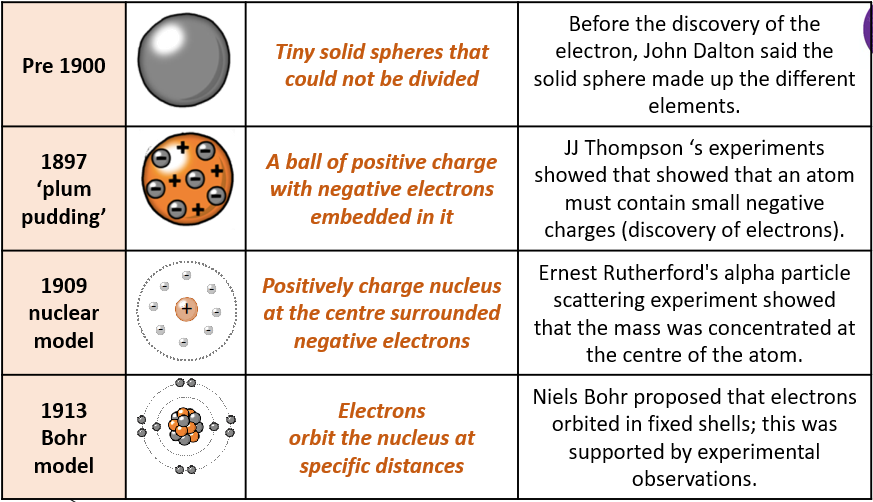 Pre 1900
Tiny solid spheres that
could not be divided
Before the discovery of the
electron, John Dalton said the
solid sphere made up the different
elements.
1897
‘plum
pudding’
+
-
-
+
-
+
-
+
-
+
-
A ball of positive charge
with negative electrons
embedded in it
JJ Thompson ‘s experiments
showed that showed that an atom
must contain small negative
charges (discovery of electrons).
1909
nuclear
model
-
-
-
-
+
-
-
-
-
Positively charge nucleus
at the centre surrounded
negative electrons
Ernest Rutherford's alpha particle
scattering experiment showed
that the mass was concentrated at
the centre of the atom.
1913
Bohr
model
Electrons
orbit the nucleus at
specific distances
Niels Bohr proposed that electrons
orbited in fixed shells; this was
supported by experimental
observations.